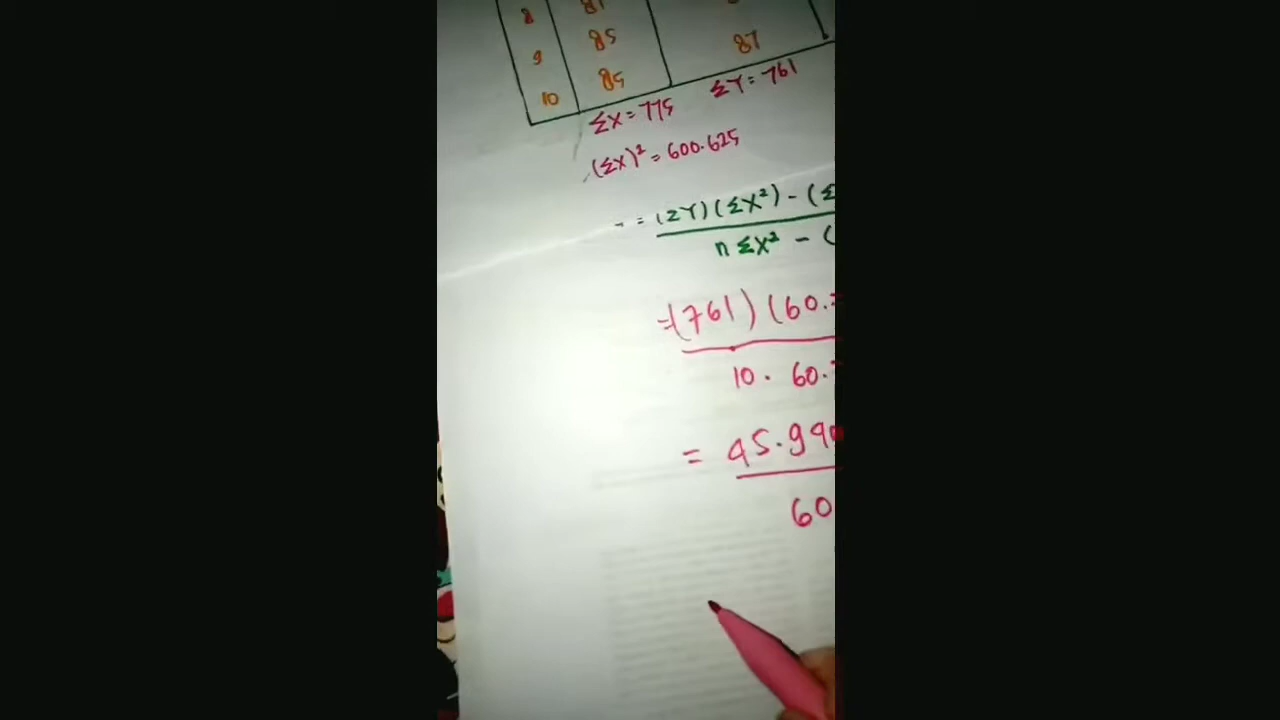 8
9 85 87
10 85
ΣX = 775 ΣY = 761
(ΣX)² = 600.625
= (ΣY)(ΣX²) - (Σ
n ΣX² - (
= (761) (60.
10 . 60.
= 45.99
60